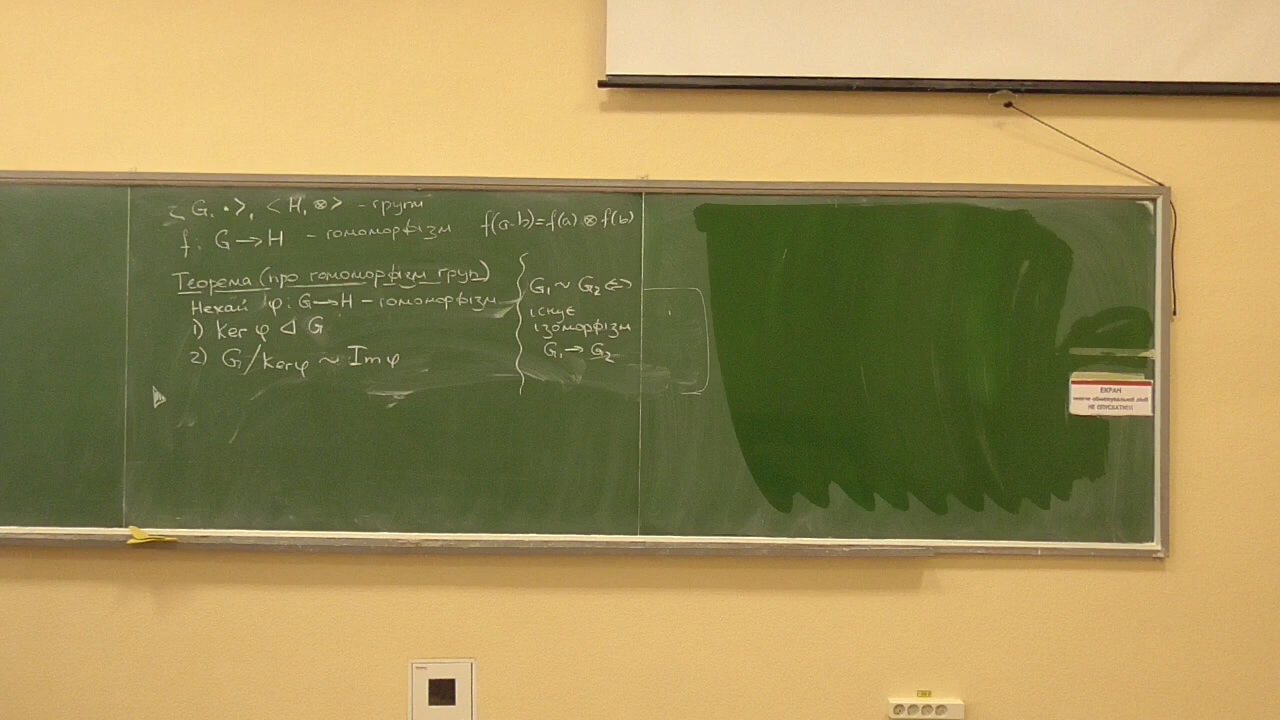 < G, • >, < H, ⊗ > – групи
f: G → H – гомоморфізм f(a·b)=f(a) ⊗ f(b)
Теорема (про гомоморфізм груп)
Нехай φ: G → H – гомоморфізм
1) Ker φ ⊲ G
2) G/Ker φ ~ Im φ
G₁ ~ G₂ ⇔
існує
ізоморфізм
G₁ → G₂
ЕКРАН
НЕ ОПУСКАТИ!!!